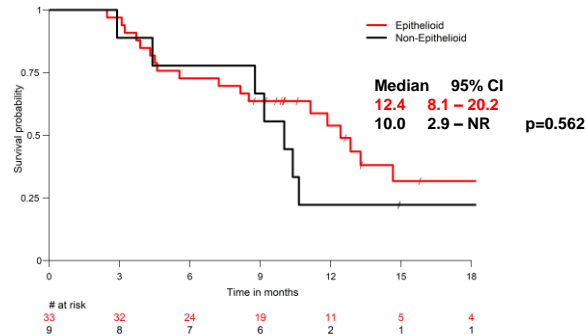 1
Epithelioid
Non-Epithelioid
0.75
Median 95% CI
12.4 8.1 – 20.2
10.0 2.9 – NR p=0.562
Survival probability
0.5
0.25
0
0 3 6 9 12 15 18
Time in months
# at risk
33 32 24 19 11 5 4
9 8 7 6 2 1 1